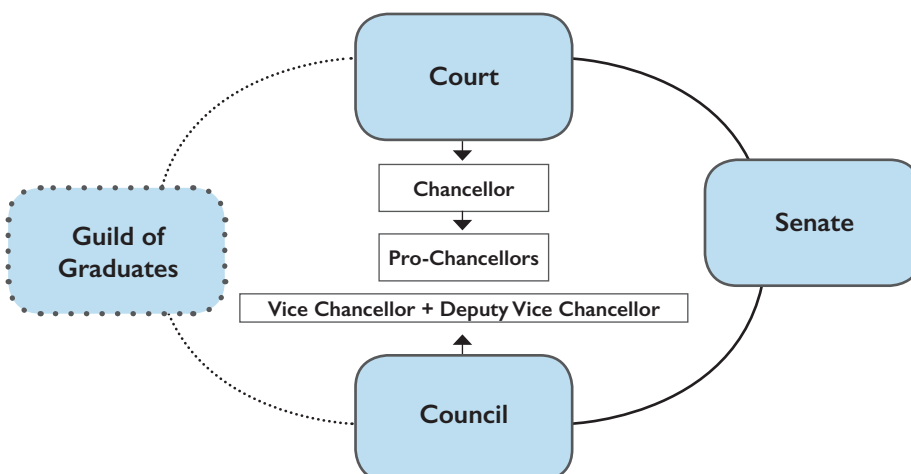 Court
Chancellor
Guild of
Graduates
Senate
Pro-Chancellors
Vice Chancellor + Deputy Vice Chancellor
Council